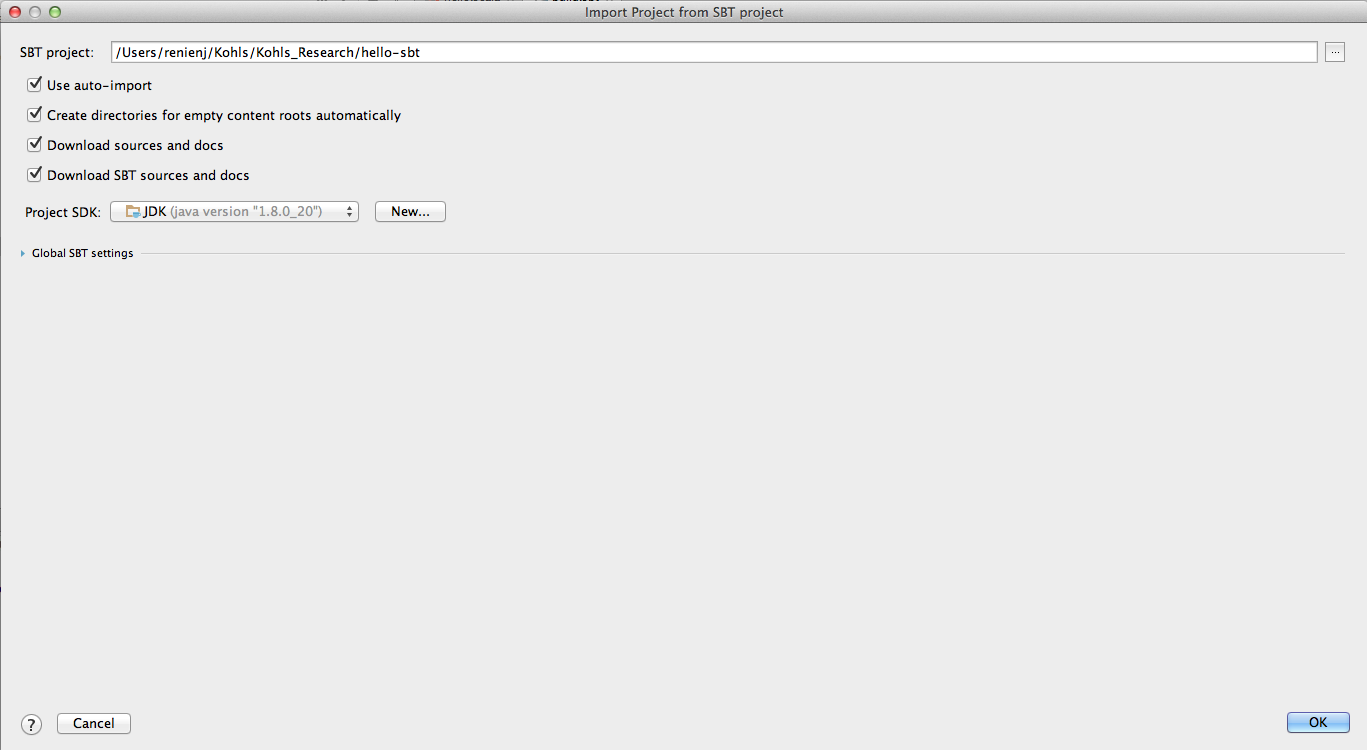 Import Project from SBT project
SBT project: /Users/renienj/Kohls/Kohls_Research/hello-sbt ...
Use auto-import
Create directories for empty content roots automatically
Download sources and docs
Download SBT sources and docs
Project SDK: JDK (java version "1.8.0_20") New...
Global SBT settings
? Cancel OK